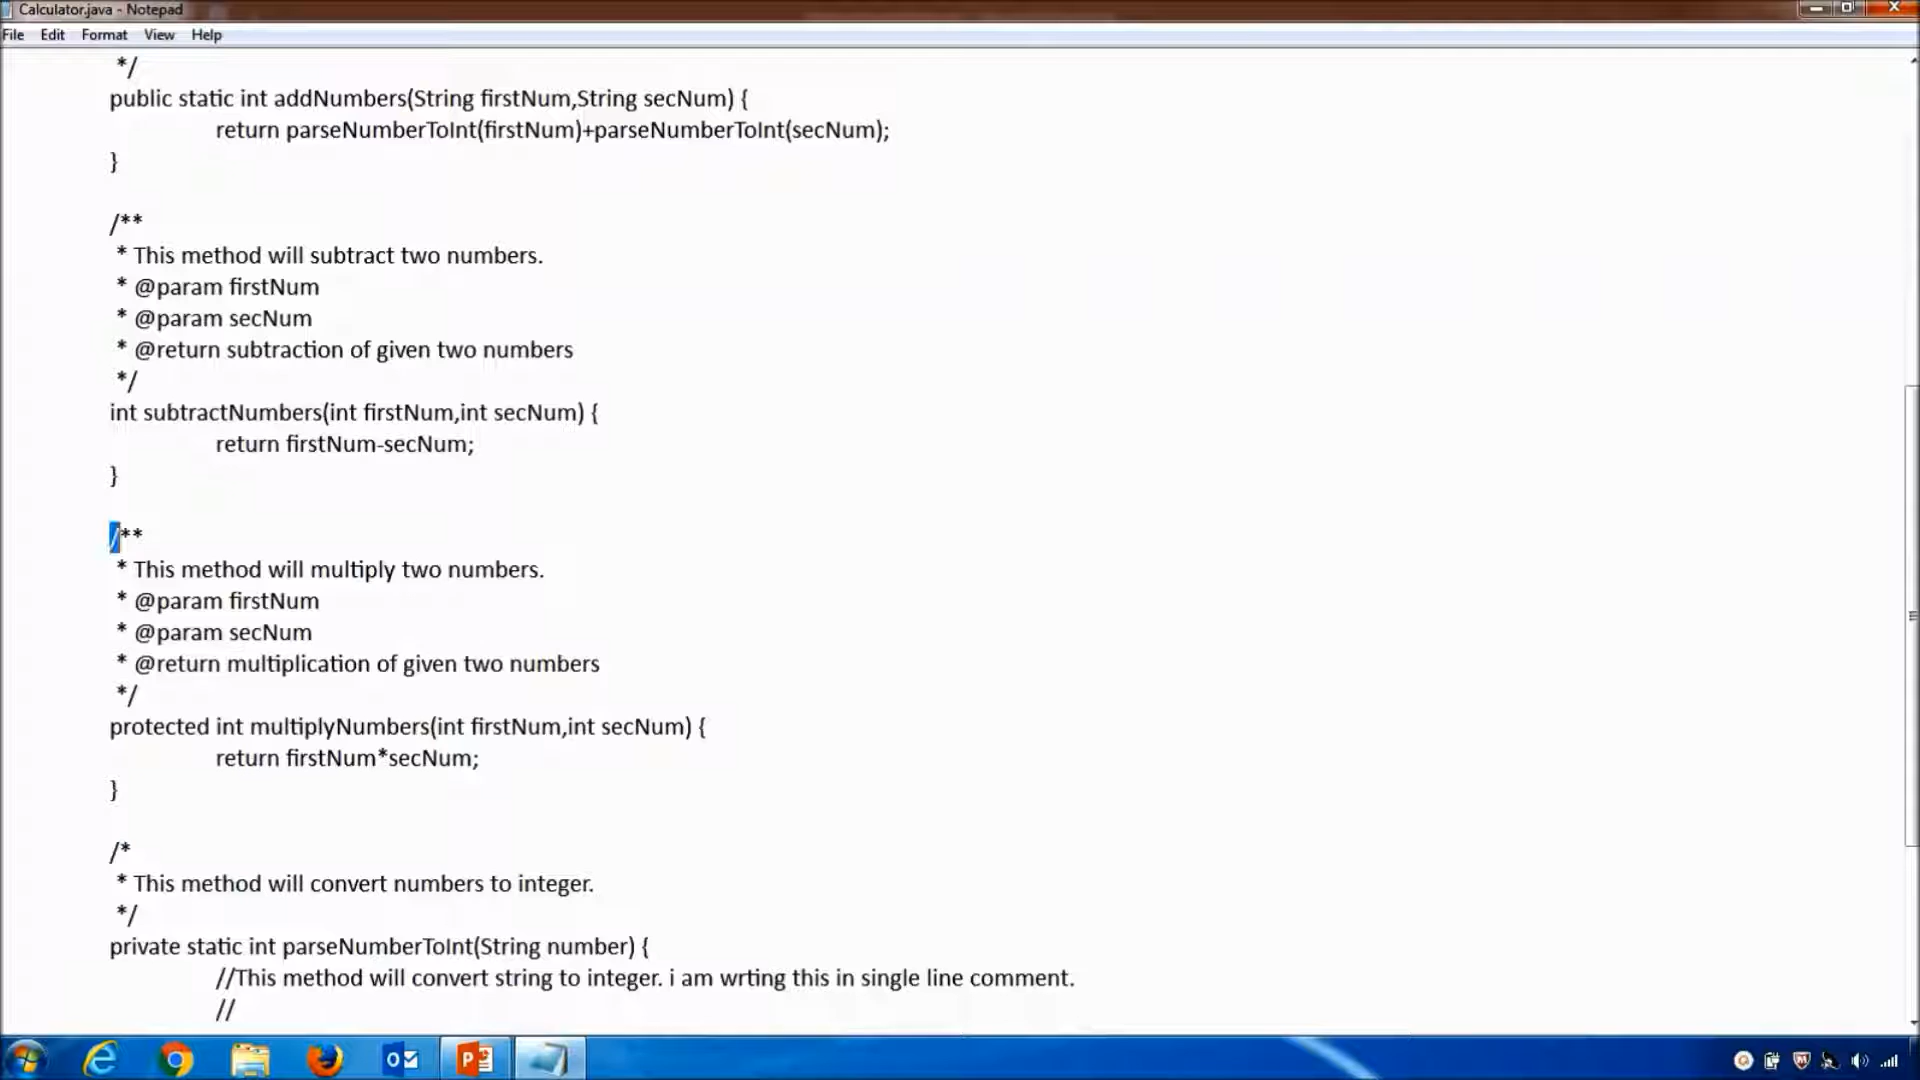 Calculator.java - Notepad
File Edit Format View Help
*/
public static int addNumbers(String firstNum,String secNum) {
return parseNumberToInt(firstNum)+parseNumberToInt(secNum);
}
/**
* This method will subtract two numbers.
* @param firstNum
* @param secNum
* @return subtraction of given two numbers
*/
int subtractNumbers(int firstNum,int secNum) {
return firstNum-secNum;
}
/**
* This method will multiply two numbers.
* @param firstNum
* @param secNum
* @return multiplication of given two numbers
*/
protected int multiplyNumbers(int firstNum,int secNum) {
return firstNum*secNum;
}
/*
* This method will convert numbers to integer.
*/
private static int parseNumberToInt(String number) {
//This method will convert string to integer. i am wrting this in single line comment.
//